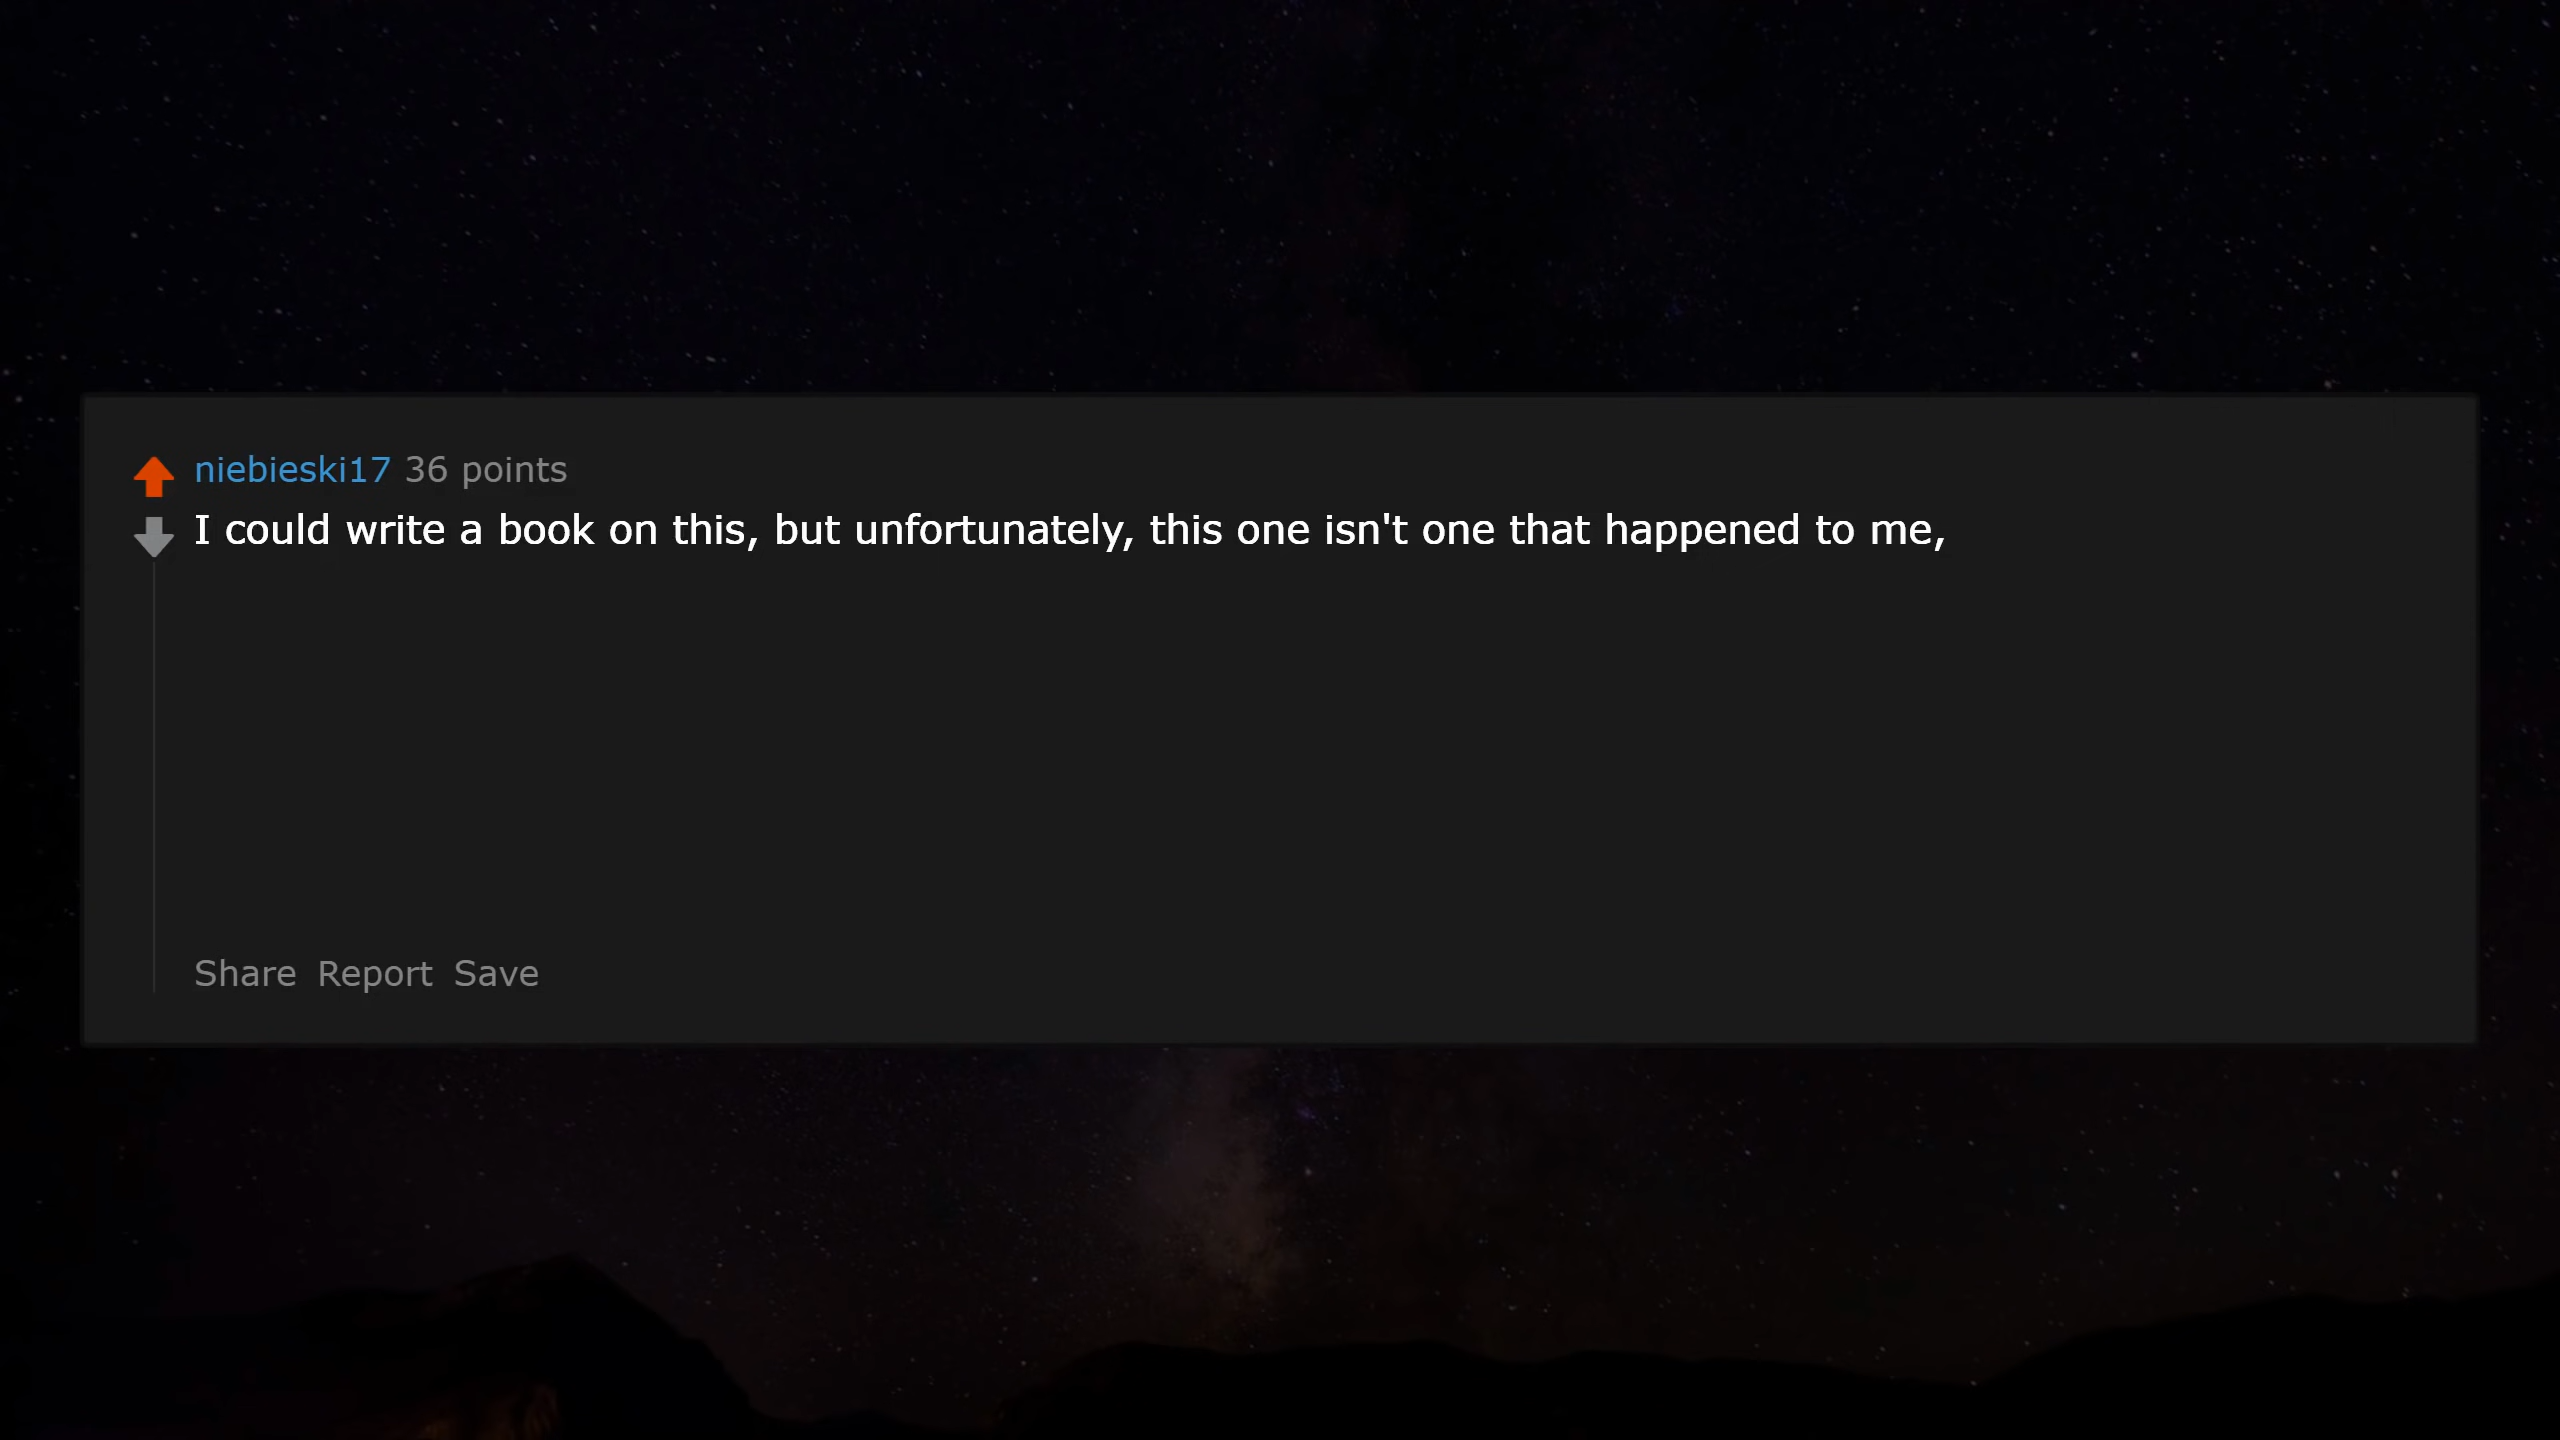 niebieski17 36 points
I could write a book on this, but unfortunately, this one isn't one that happened to me,
Share Report Save